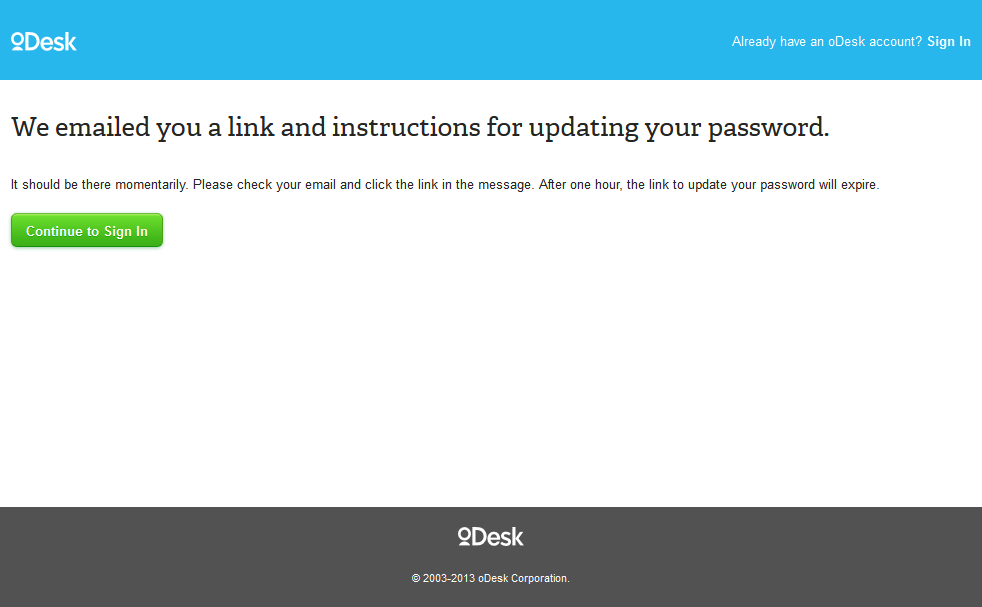 oDesk
Already have an oDesk account? Sign In
We emailed you a link and instructions for updating your password.
It should be there momentarily. Please check your email and click the link in the message. After one hour, the link to update your password will expire.
Continue to Sign In
oDesk
© 2003-2013 oDesk Corporation.